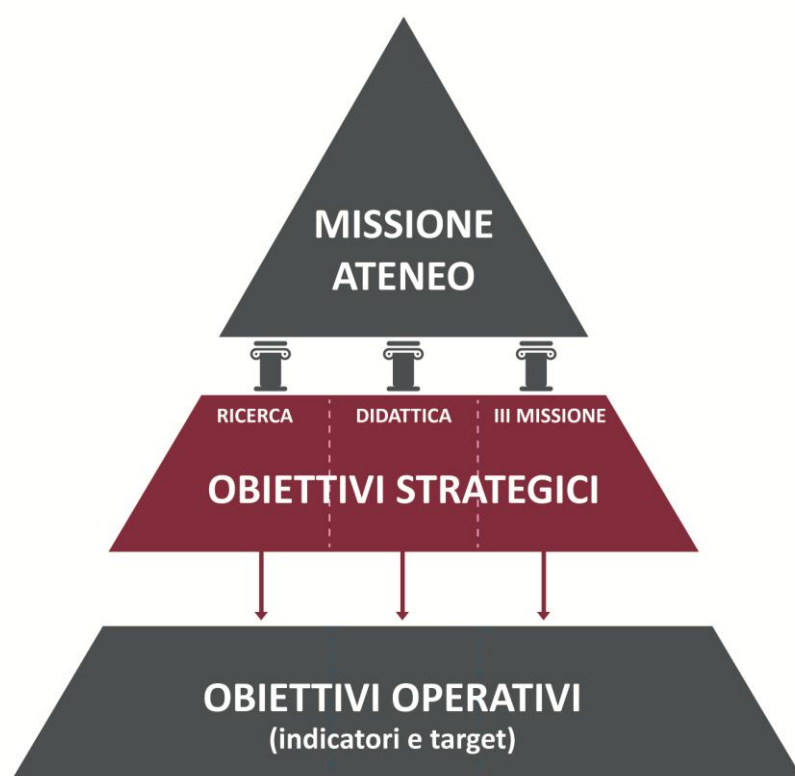 MISSIONE
ATENEO
RICERCA
DIDATTICA
III MISSIONE
OBIETTIVI STRATEGICI
OBIETTIVI OPERATIVI
(indicatori e target)